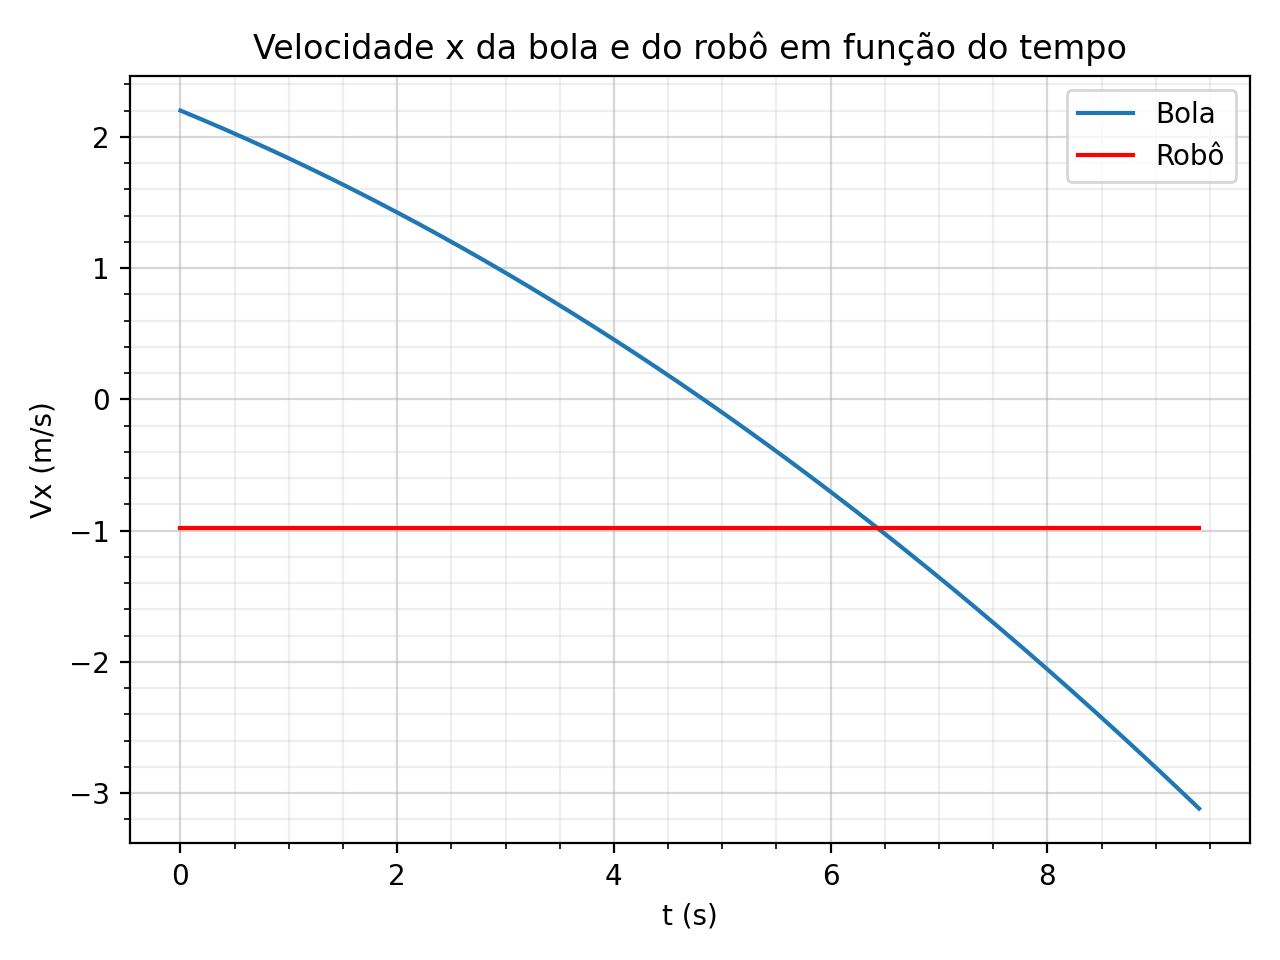 Velocidade x da bola e do robô em função do tempo
Bola
Robô
2
1
0
−1
−2
−3
Vx (m/s)
0 2 4 6 8
t (s)